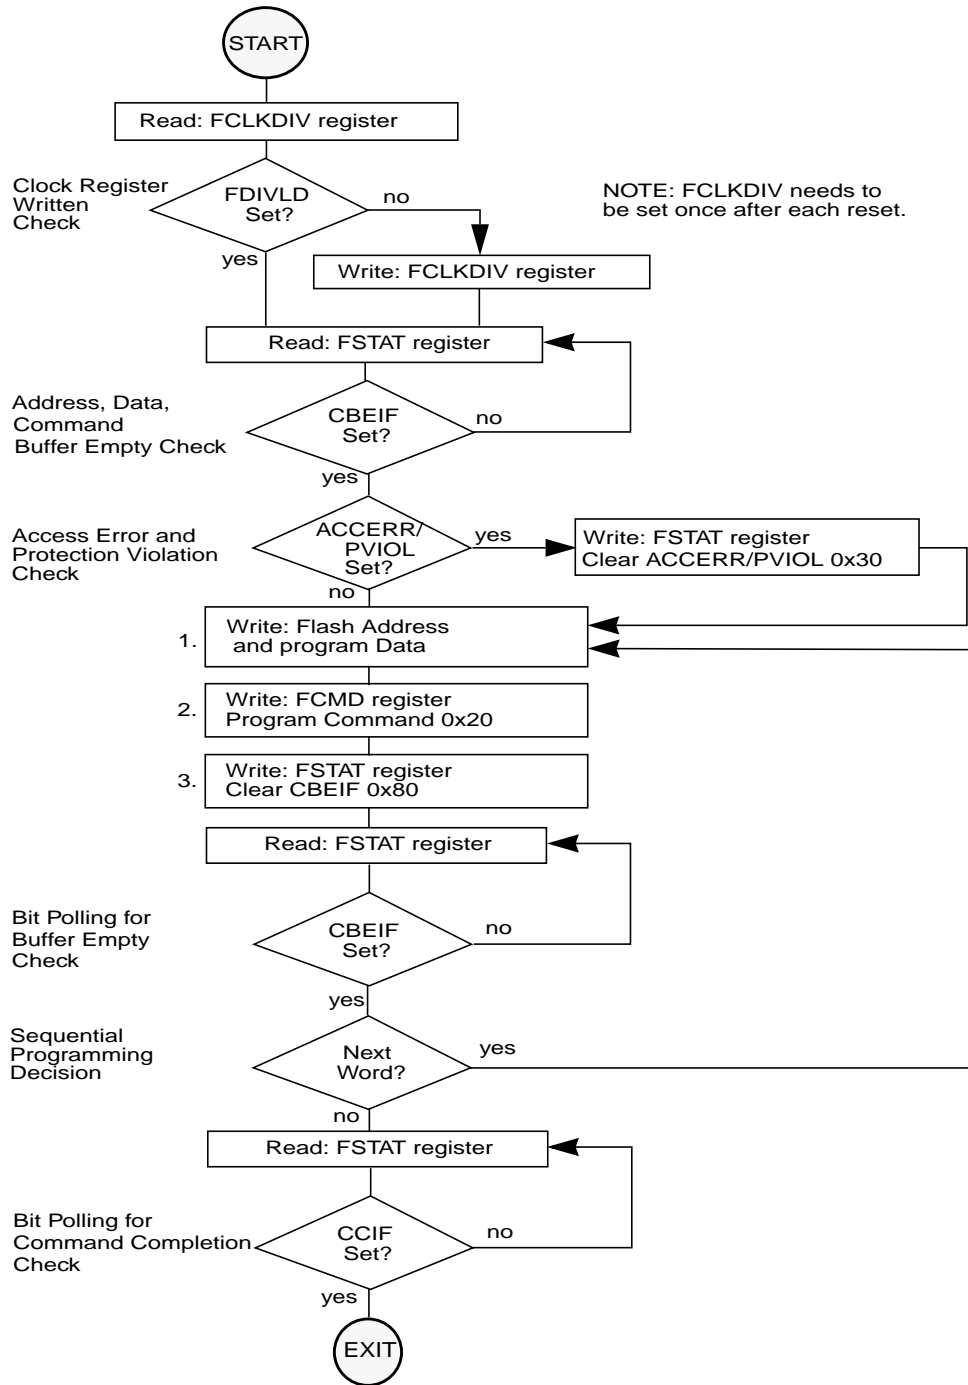 START
Read: FCLKDIV register
Clock Register
Written
Check
FDIVLD
Set?
no
yes
NOTE: FCLKDIV needs to
be set once after each reset.
Write: FCLKDIV register
Read: FSTAT register
Address, Data,
Command
Buffer Empty Check
CBEIF
Set?
no
yes
Access Error and
Protection Violation
Check
ACCERR/
PVIOL
Set?
yes
no
Write: FSTAT register
Clear ACCERR/PVIOL 0x30
1.
Write: Flash Address
and program Data
2.
Write: FCMD register
Program Command 0x20
3.
Write: FSTAT register
Clear CBEIF 0x80
Read: FSTAT register
Bit Polling for
Buffer Empty
Check
CBEIF
Set?
no
yes
Sequential
Programming
Decision
Next
Word?
yes
no
Read: FSTAT register
Bit Polling for
Command Completion
Check
CCIF
Set?
no
yes
EXIT